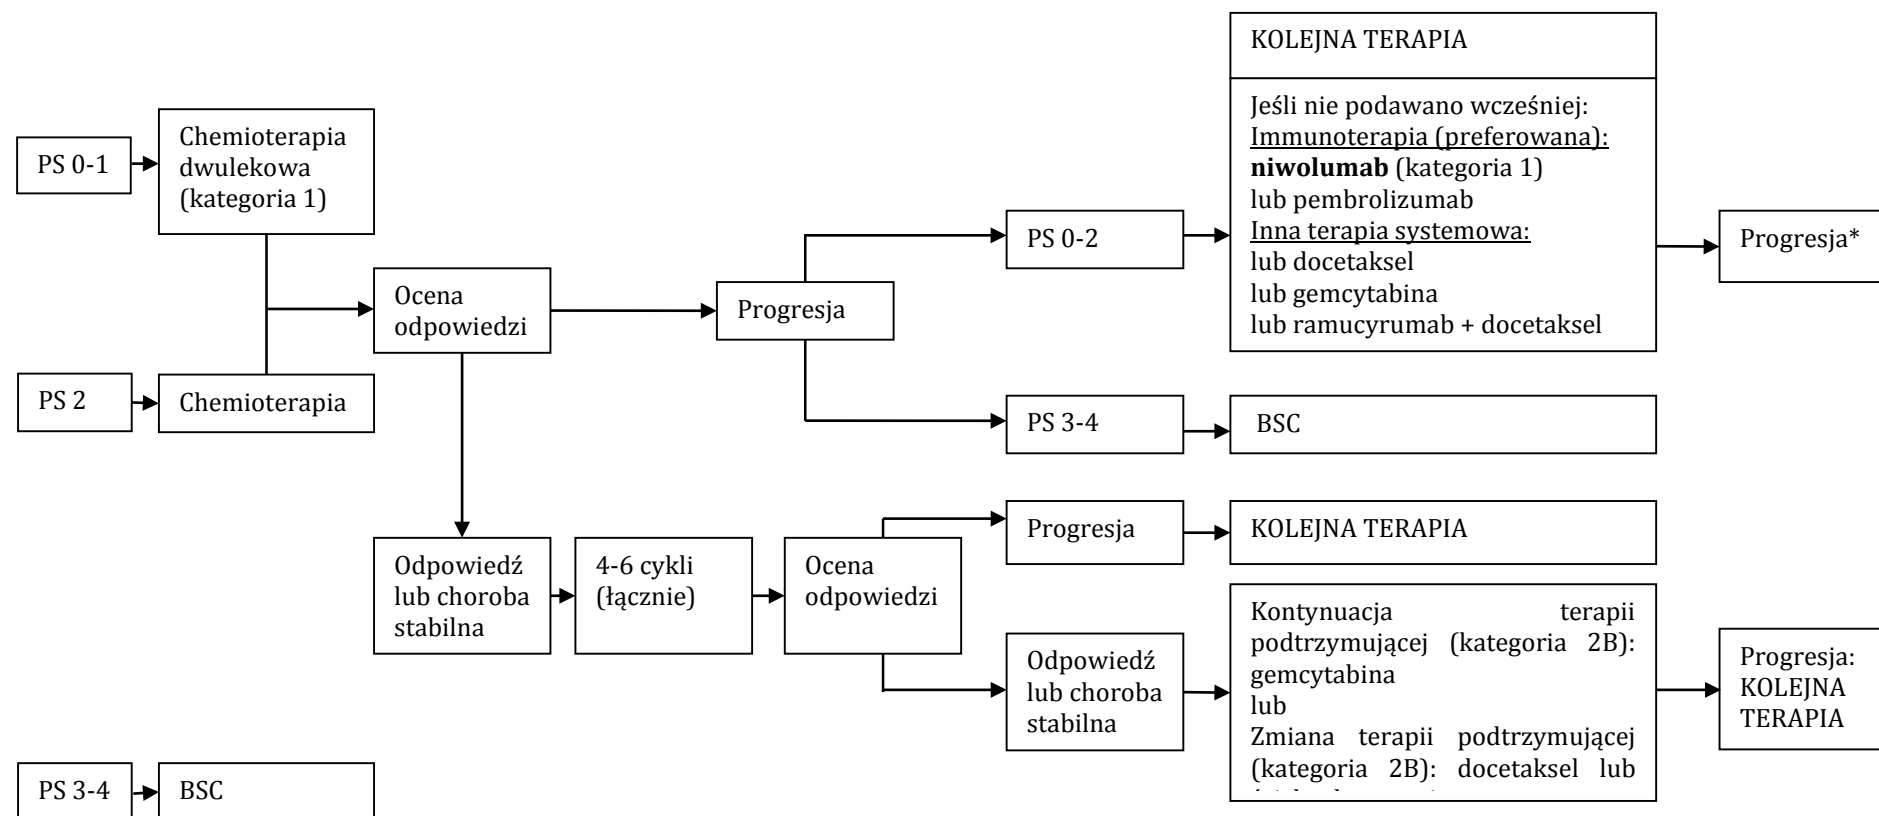 PS 0-1
Chemioterapia
dwulekowa
(kategoria 1)
PS 2
Chemioterapia
Ocena
odpowiedzi
Progresja
PS 0-2
KOLEJNA TERAPIA
Jeśli nie podawano wcześniej:
Immunoterapia (preferowana):
niwolumab (kategoria 1)
lub pembrolizumab
Inna terapia systemowa:
lub docetaksel
lub gemcytabina
lub ramucyrumab + docetaksel
Progresja*
PS 3-4
BSC
Odpowiedź
lub choroba
stabilna
4-6 cykli
(łącznie)
Ocena
odpowiedzi
Progresja
KOLEJNA TERAPIA
Odpowiedź
lub choroba
stabilna
Kontynuacja terapii
podtrzymującej (kategoria 2B):
gemcytabina
lub
Zmiana terapii podtrzymującej
(kategoria 2B): docetaksel lub
Progresja:
KOLEJNA
TERAPIA
PS 3-4
BSC